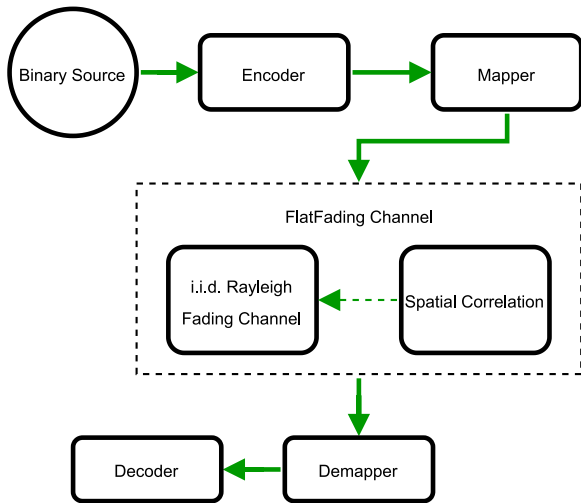 Binary Source
Encoder
Mapper
FlatFading Channel
i.i.d. Rayleigh
Fading Channel
Spatial Correlation
Decoder
Demapper